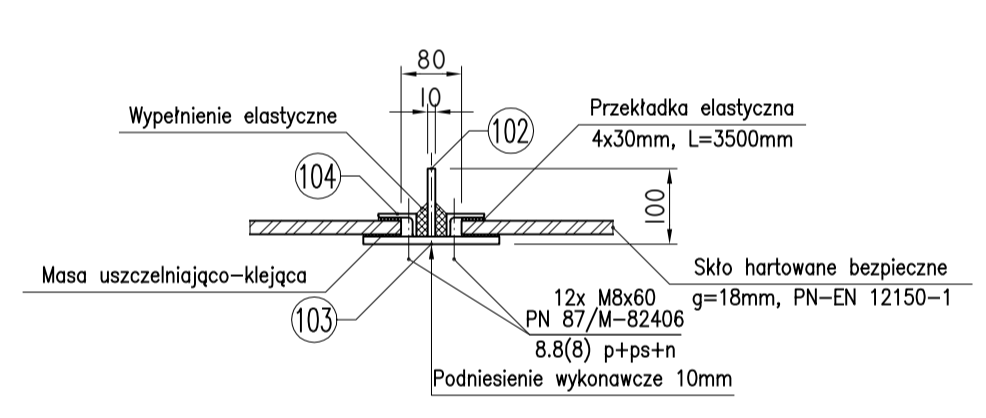 80
10
Wypełnienie elastyczne
Przekładka elastyczna
4x30mm, L=3500mm
102
104
100
Masa uszczelniająco-klejąca
Skło hartowane bezpieczne
g=18mm, PN-EN 12150-1
103
12x M8x60
PN 87/M-82406
8.8(8) p+ps+n
Podniesienie wykonawcze 10mm